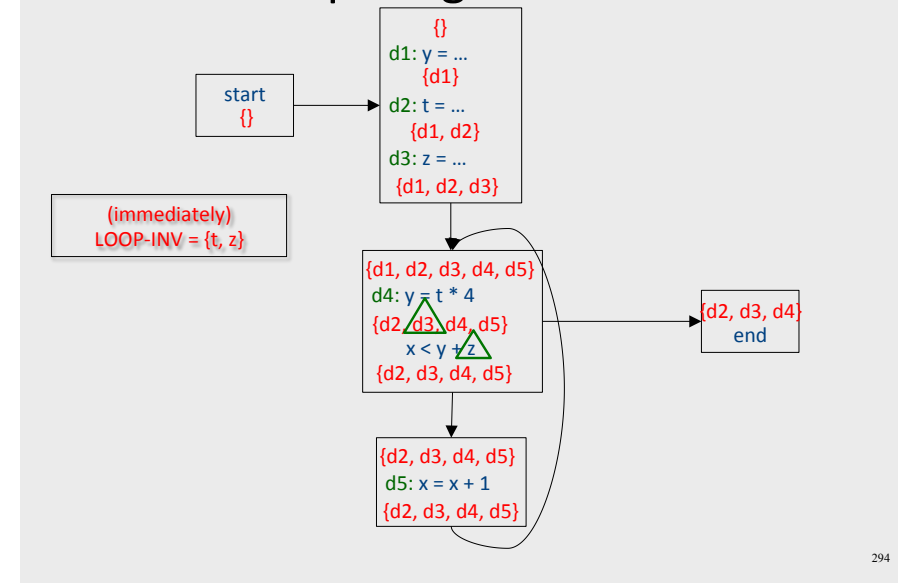 {}
d1: y = ...
{d1}
start
{}
d2: t = ...
{d1, d2}
d3: z = ...
{d1, d2, d3}
(immediately)
LOOP-INV = {t, z}
{d1, d2, d3, d4, d5}
d4: y = t * 4
{d2, d3, d4, d5}
x < y + z
{d2, d3, d4, d5}
{d2, d3, d4}
end
{d2, d3, d4, d5}
d5: x = x + 1
{d2, d3, d4, d5}
294